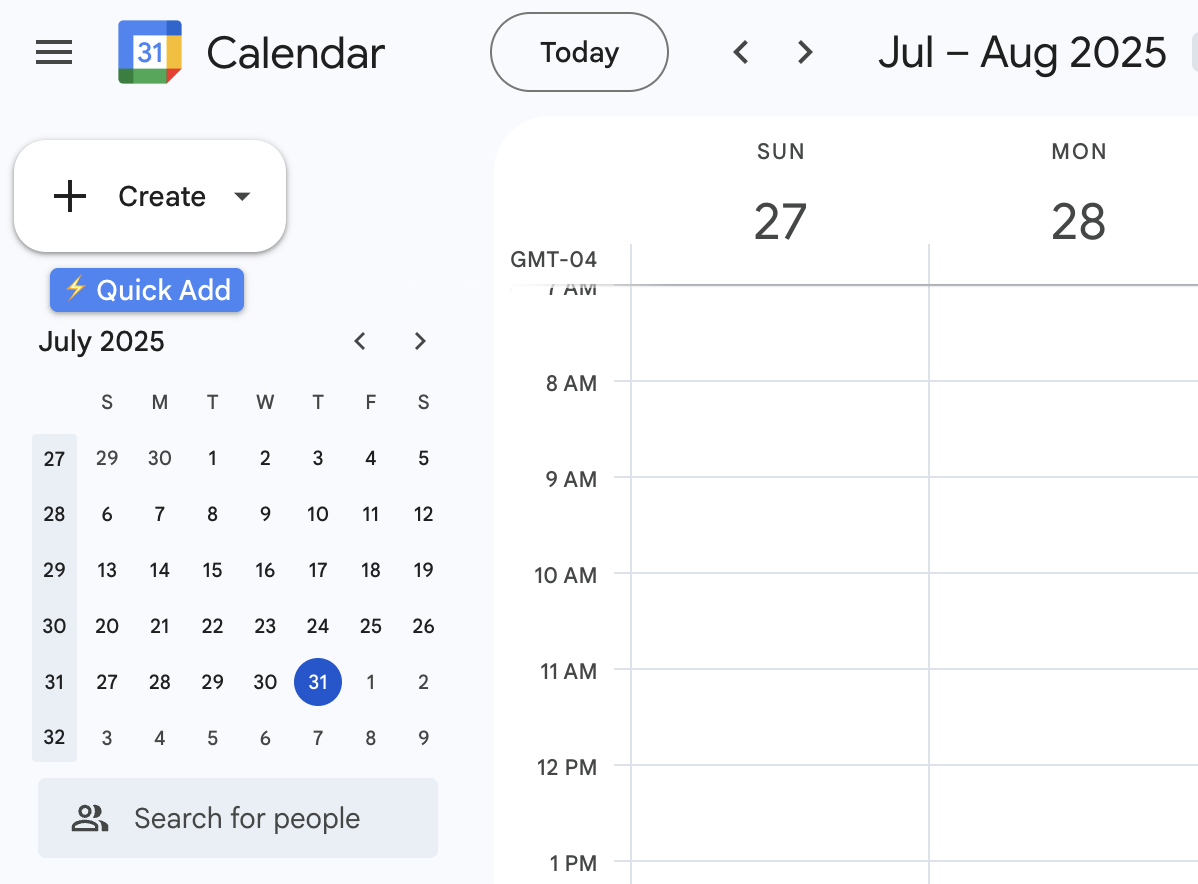 31 Calendar Today Jul – Aug 2025
Create
⚡ Quick Add
July 2025
S M T W T F S
27 29 30 1 2 3 4 5
28 6 7 8 9 10 11 12
29 13 14 15 16 17 18 19
30 20 21 22 23 24 25 26
31 27 28 29 30 31 1 2
32 3 4 5 6 7 8 9
Search for people
SUN MON
27 28
GMT-04
7 AM
8 AM
9 AM
10 AM
11 AM
12 PM
1 PM